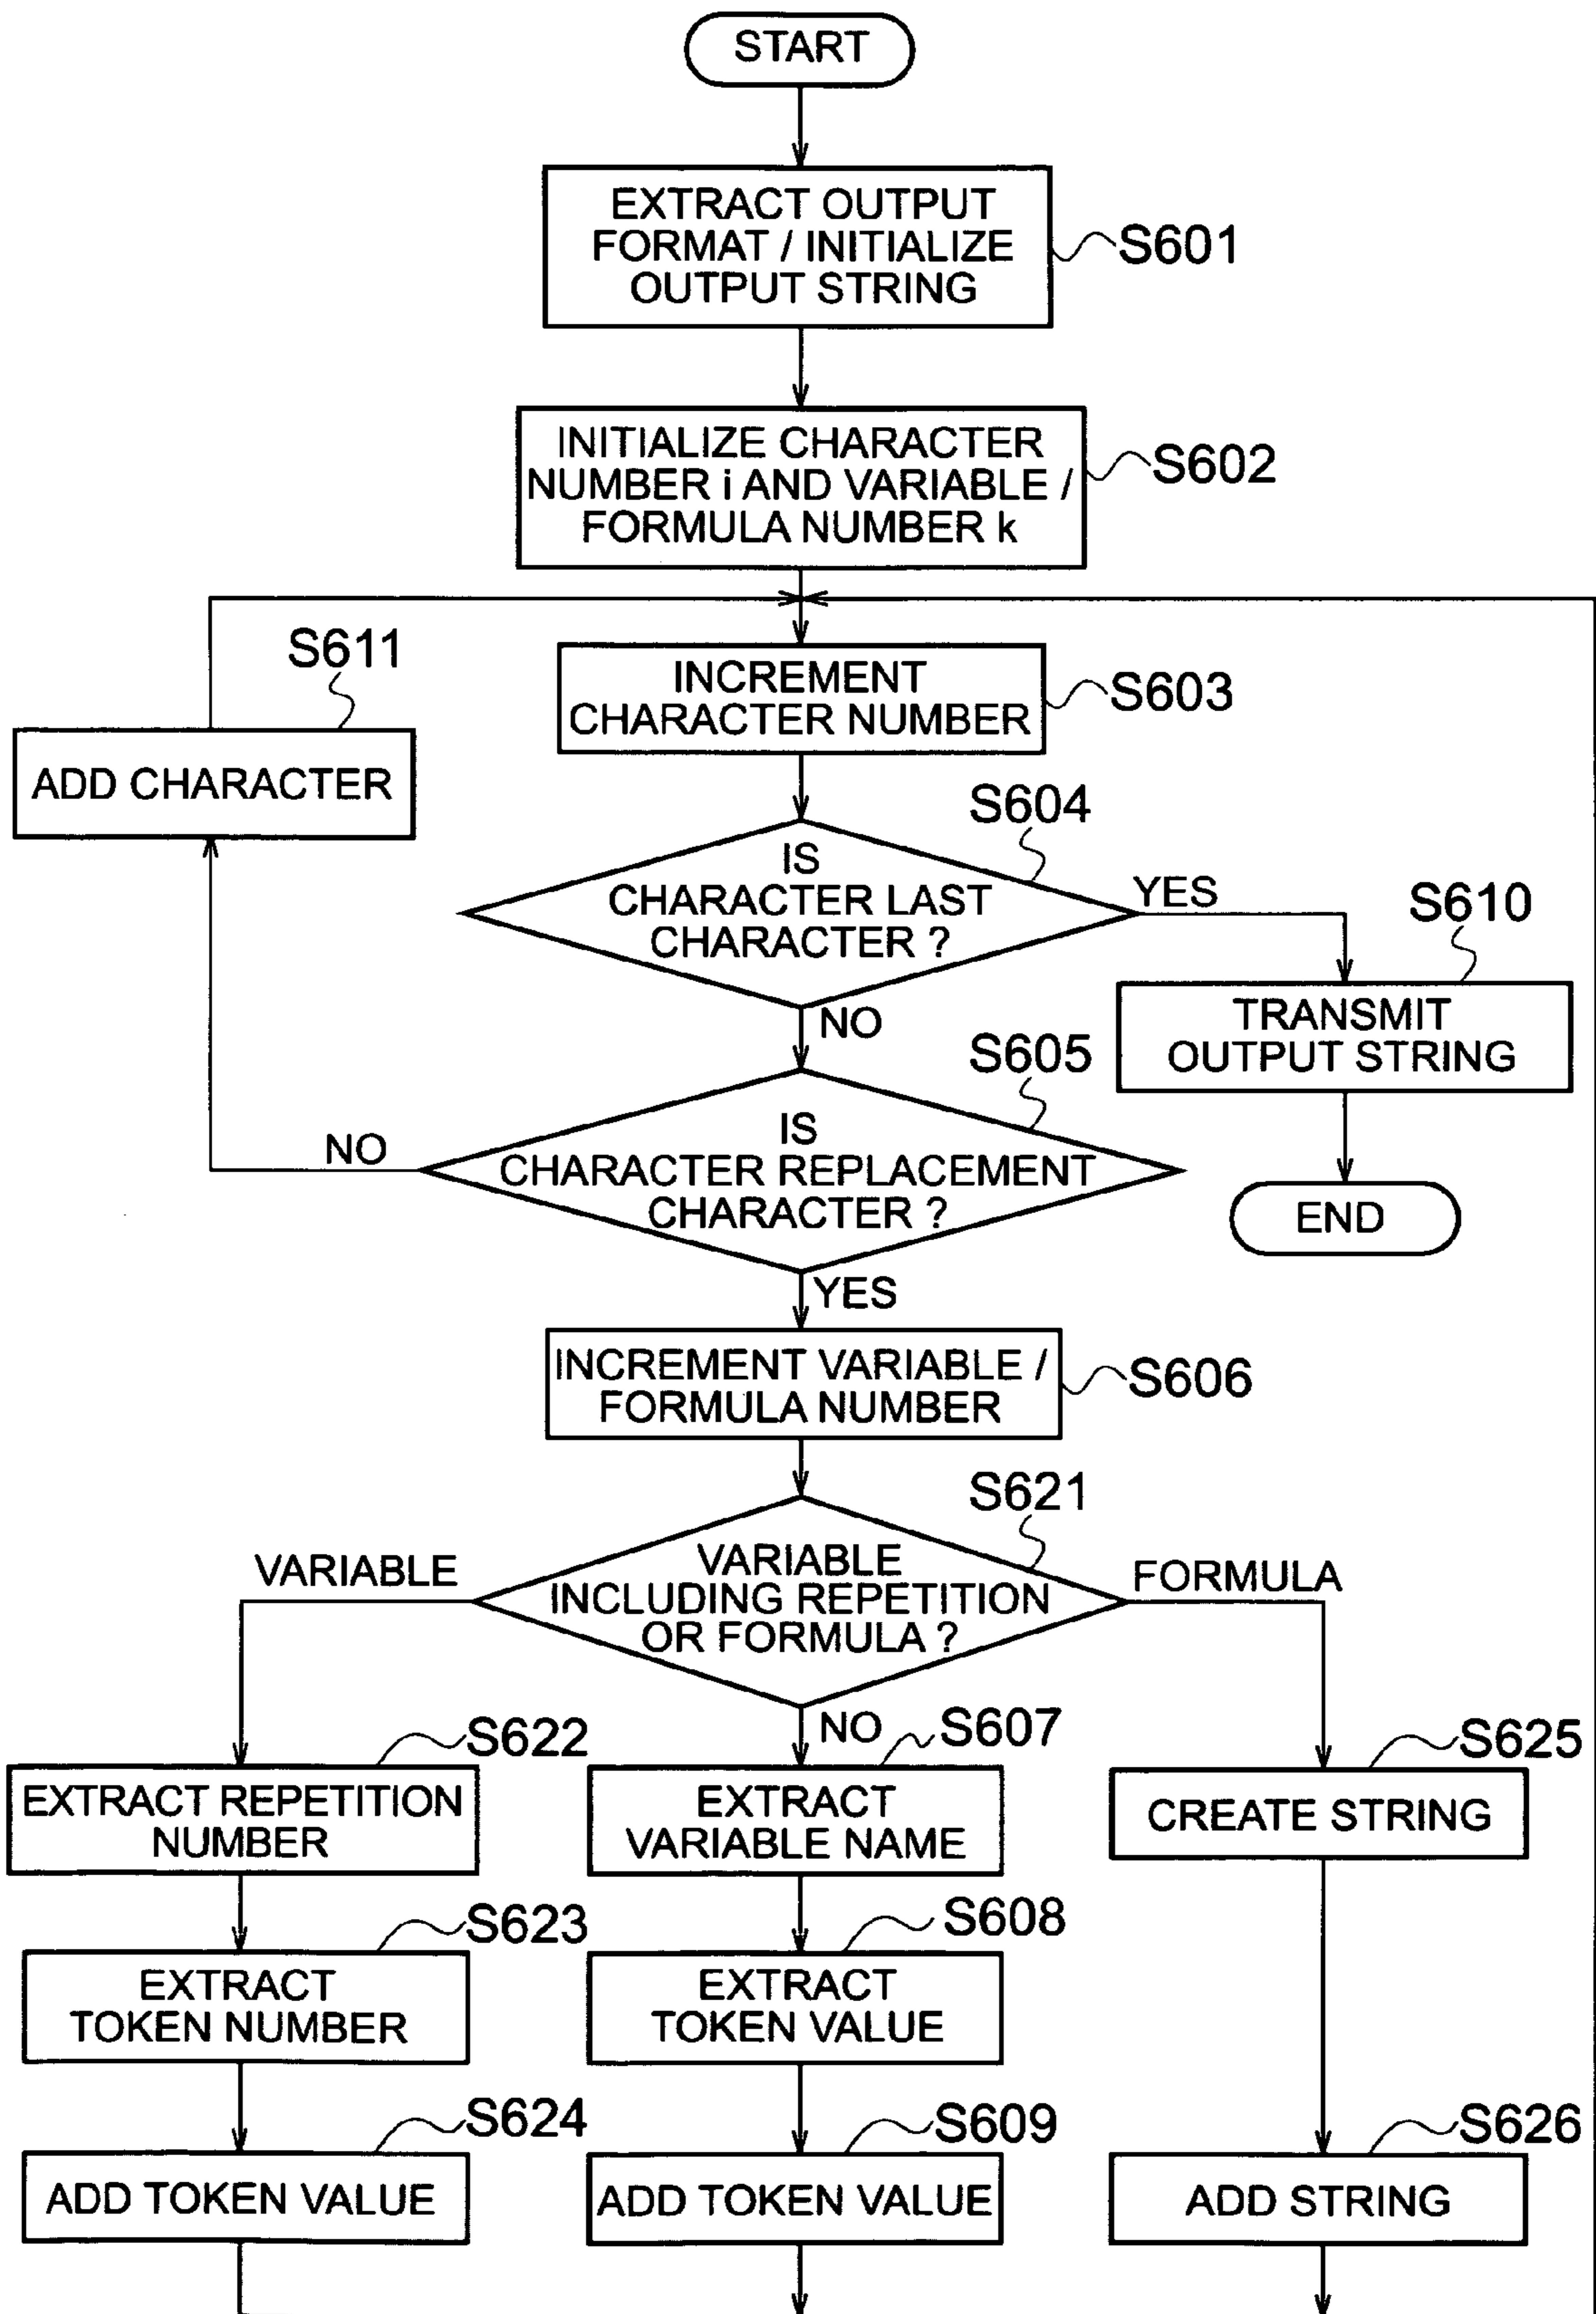 START
EXTRACT OUTPUT
FORMAT / INITIALIZE
OUTPUT STRING
S601
INITIALIZE CHARACTER
NUMBER i AND VARIABLE /
FORMULA NUMBER k
S602
S611
ADD CHARACTER
INCREMENT
CHARACTER NUMBER
S603
S604
IS
CHARACTER LAST
CHARACTER ?
YES
S610
TRANSMIT
OUTPUT STRING
NO
END
S605
IS
CHARACTER REPLACEMENT
CHARACTER ?
NO
YES
INCREMENT VARIABLE /
FORMULA NUMBER
S606
S621
VARIABLE
INCLUDING REPETITION
OR FORMULA ?
VARIABLE
FORMULA
NO
S622
EXTRACT REPETITION
NUMBER
S607
EXTRACT
VARIABLE NAME
S625
CREATE STRING
S623
EXTRACT
TOKEN NUMBER
S608
EXTRACT
TOKEN VALUE
S624
ADD TOKEN VALUE
S609
ADD TOKEN VALUE
S626
ADD STRING